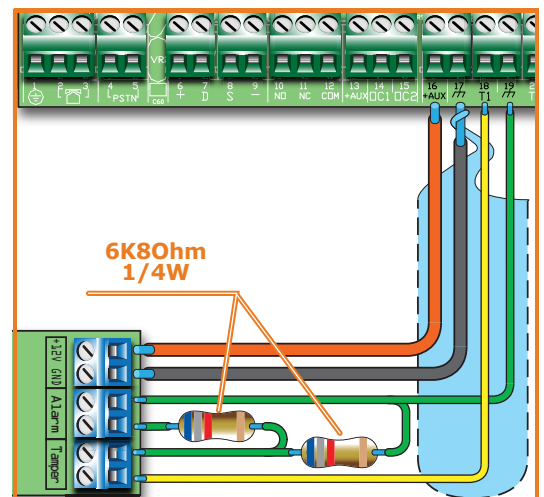 VR
C60
1 2 3 4 5 6 7 8 9 10 11 12 13 14 15 16 17 18 19
PSTN + D S - NO NC COM +AUX OC1 OC2 +AUX T1 T
6K8Ohm
1/4W
+12V GND
Alarm
Tamper